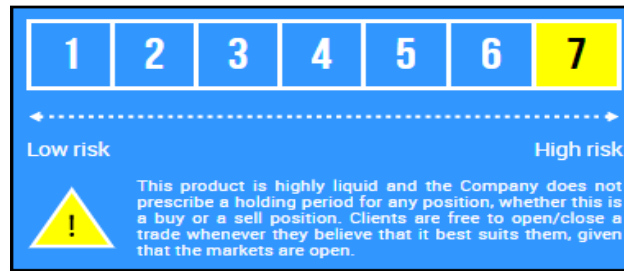 1 2 3 4 5 6 7
Low risk High risk
!
This product is highly liquid and the Company does not
prescribe a holding period for any position, whether this is
a buy or a sell position. Clients are free to open/close a
trade whenever they believe that it best suits them, given
that the markets are open.